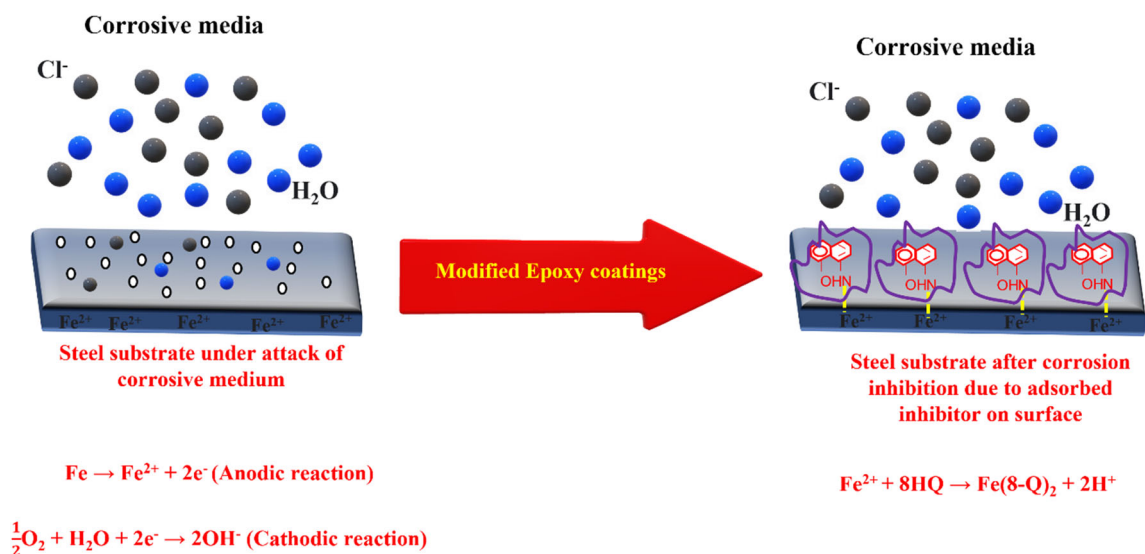 Corrosive media
Cl⁻
H₂O
Fe²⁺ Fe²⁺ Fe²⁺ Fe²⁺ Fe²⁺
Steel substrate under attack of
corrosive medium
Fe → Fe²⁺ + 2e⁻ (Anodic reaction)
½O₂ + H₂O + 2e⁻ → 2OH⁻ (Cathodic reaction)
Modified Epoxy coatings
Corrosive media
Cl⁻
H₂O
OHN OHN OHN OHN
Fe²⁺ Fe²⁺ Fe²⁺ Fe²⁺
Steel substrate after corrosion
inhibition due to adsorbed
inhibitor on surface
Fe²⁺ + 8HQ → Fe(8-Q)₂ + 2H⁺